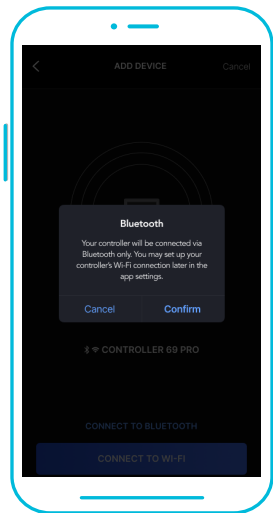 ADD DEVICE Cancel
Bluetooth
Your controller will be connected via
Bluetooth only. You may set up your
controller's Wi-Fi connection later in the
app settings.
Cancel Confirm
CONTROLLER 69 PRO
CONNECT TO BLUETOOTH
CONNECT TO WI-FI